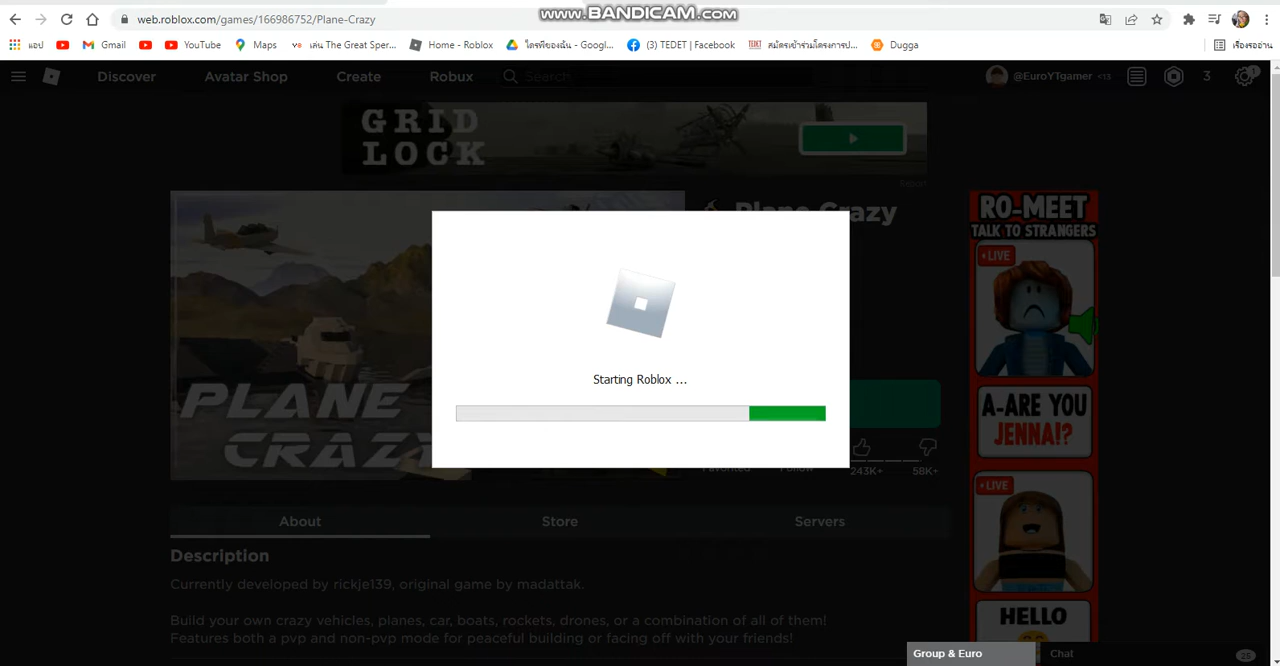 WWW.BANDICAM.COM
web.roblox.com/games/166986752/Plane-Crazy
แอป
Gmail
YouTube
Maps
เล่น The Great Sper...
Home - Roblox
ไดรฟ์ของฉัน - Googl...
(3) TEDET | Facebook
สมัครเข้าร่วมโครงการป...
Dugga
เรื่องรออ่าน
Discover
Avatar Shop
Create
Robux
Search
@EuroYTgamer <13
3
1
GRID
LOCK
Report
Plane Crazy
PLANE
CRAZY
Starting Roblox ...
Favorited
Follow
243K+
58K+
RO-MEET
TALK TO STRANGERS
LIVE
A-ARE YOU
JENNA!?
LIVE
HELLO
About
Store
Servers
Description
Currently developed by rickje139, original game by madattak.
Build your own crazy vehicles, planes, car, boats, rockets, drones, or a combination of all of them!
Features both a pvp and non-pvp mode for peaceful building or facing off with your friends!
Group & Euro
Chat